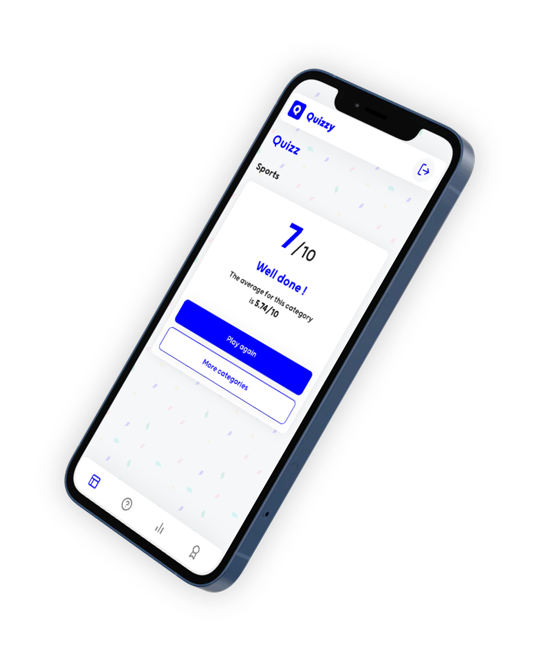 Quizzy
Quizz
Sports
7/10
Well done !
The average for this category
is 5.74/10
Play again
More categories